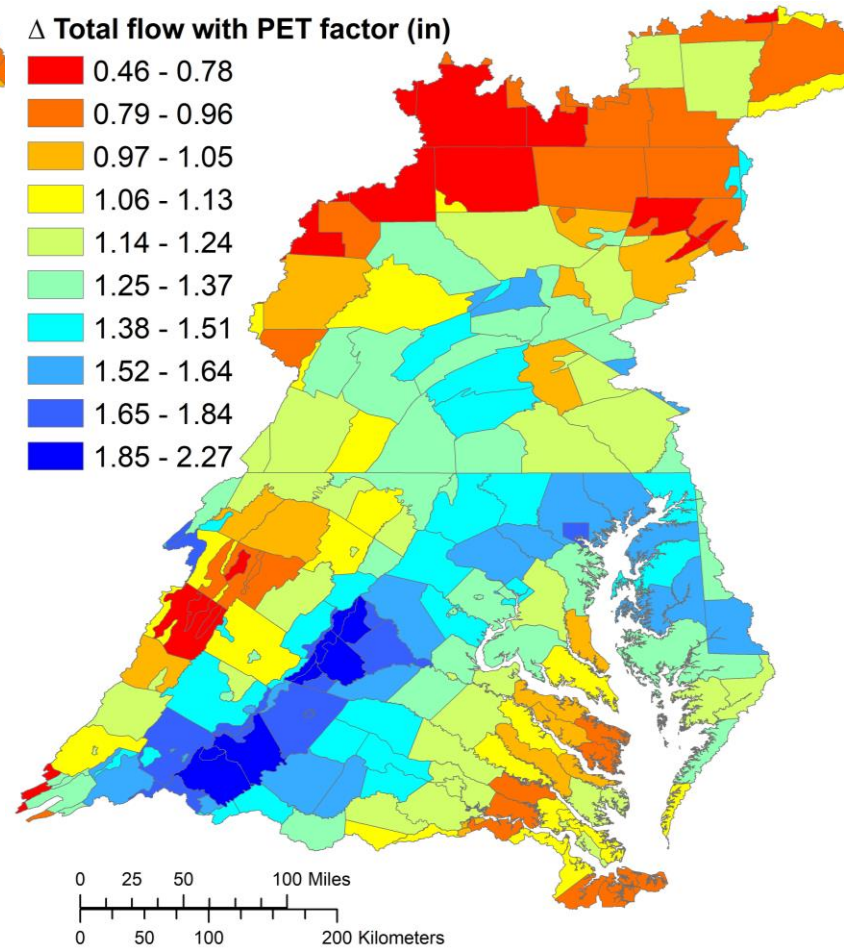 Δ Total flow with PET factor (in)
0.46 - 0.78
0.79 - 0.96
0.97 - 1.05
1.06 - 1.13
1.14 - 1.24
1.25 - 1.37
1.38 - 1.51
1.52 - 1.64
1.65 - 1.84
1.85 - 2.27
0 25 50 100 Miles
0 50 100 200 Kilometers